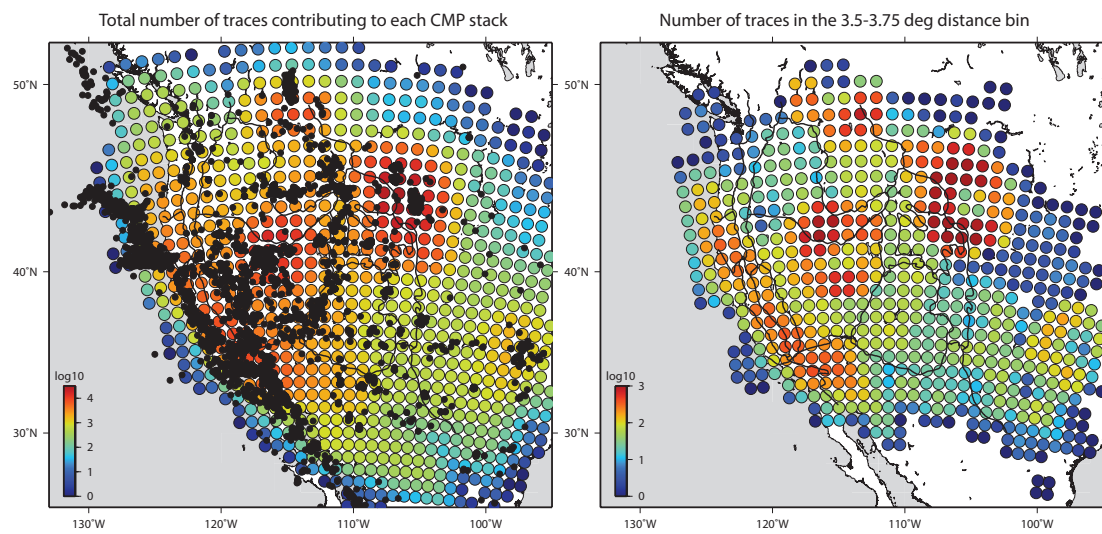 Total number of traces contributing to each CMP stack
Number of traces in the 3.5-3.75 deg distance bin
50°N
50°N
40°N
40°N
30°N
30°N
log10
4
3
2
1
0
log10
3
2
1
0
130°W
120°W
110°W
100°W
130°W
120°W
110°W
100°W